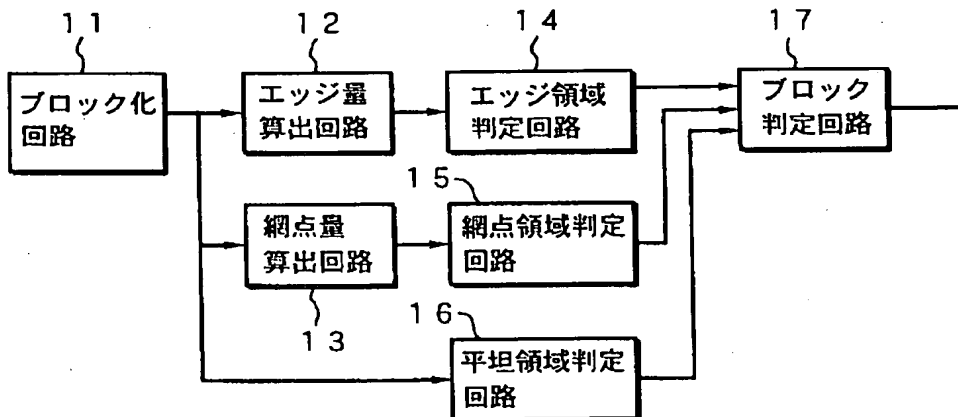 11
12
14
17
ブロック化
回路
エッジ量
算出回路
エッジ領域
判定回路
ブロック
判定回路
15
網点量
算出回路
網点領域判定
回路
13
16
平坦領域判定
回路